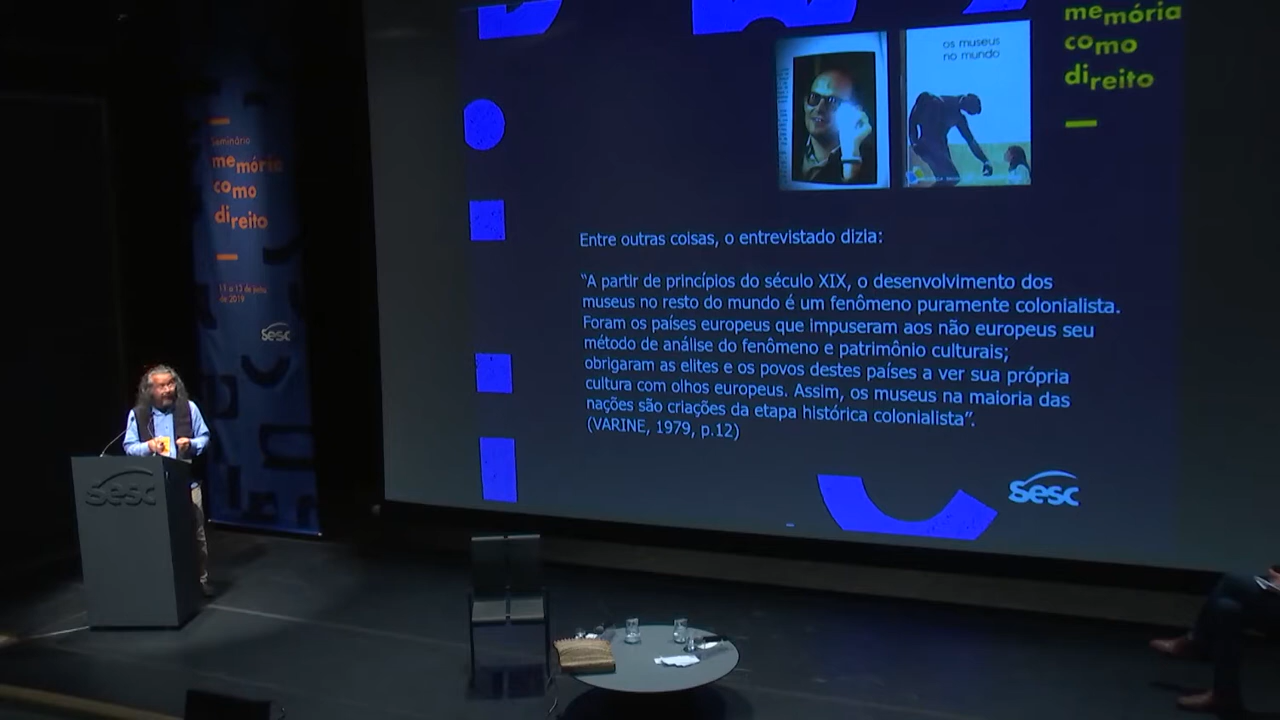 memória
como
direito
os museus
no mundo
Seminário
memória
como
direito
de 2019
sesc
Entre outras coisas, o entrevistado dizia:
“A partir de princípios do século XIX, o desenvolvimento dos
museus no resto do mundo é um fenômeno puramente colonialista.
Foram os países europeus que impuseram aos não europeus seu
método de análise do fenômeno e patrimônio culturais;
obrigaram as elites e os povos destes países a ver sua própria
cultura com olhos europeus. Assim, os museus na maioria das
nações são criações da etapa histórica colonialista”.
(VARINE, 1979, p.12)
sesc
sesc